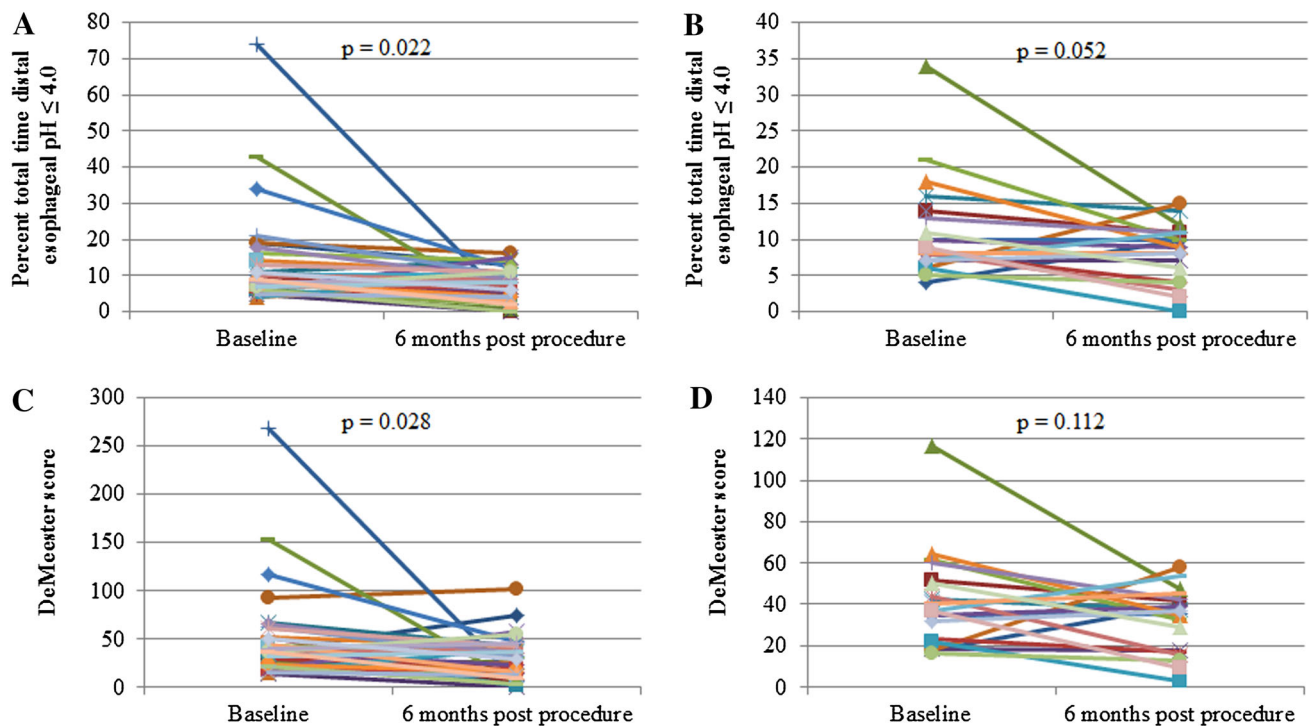 A
Percent total time distal
esophageal pH ≤ 4.0
80
70
60
50
40
30
20
10
0
p = 0.022
Baseline
6 months post procedure
B
Percent total time distal
esophageal pH ≤ 4.0
40
35
30
25
20
15
10
5
0
p = 0.052
Baseline
6 months post procedure
C
DeMeester score
300
250
200
150
100
50
0
p = 0.028
Baseline
6 months post procedure
D
DeMeester score
140
120
100
80
60
40
20
0
p = 0.112
Baseline
6 months post procedure